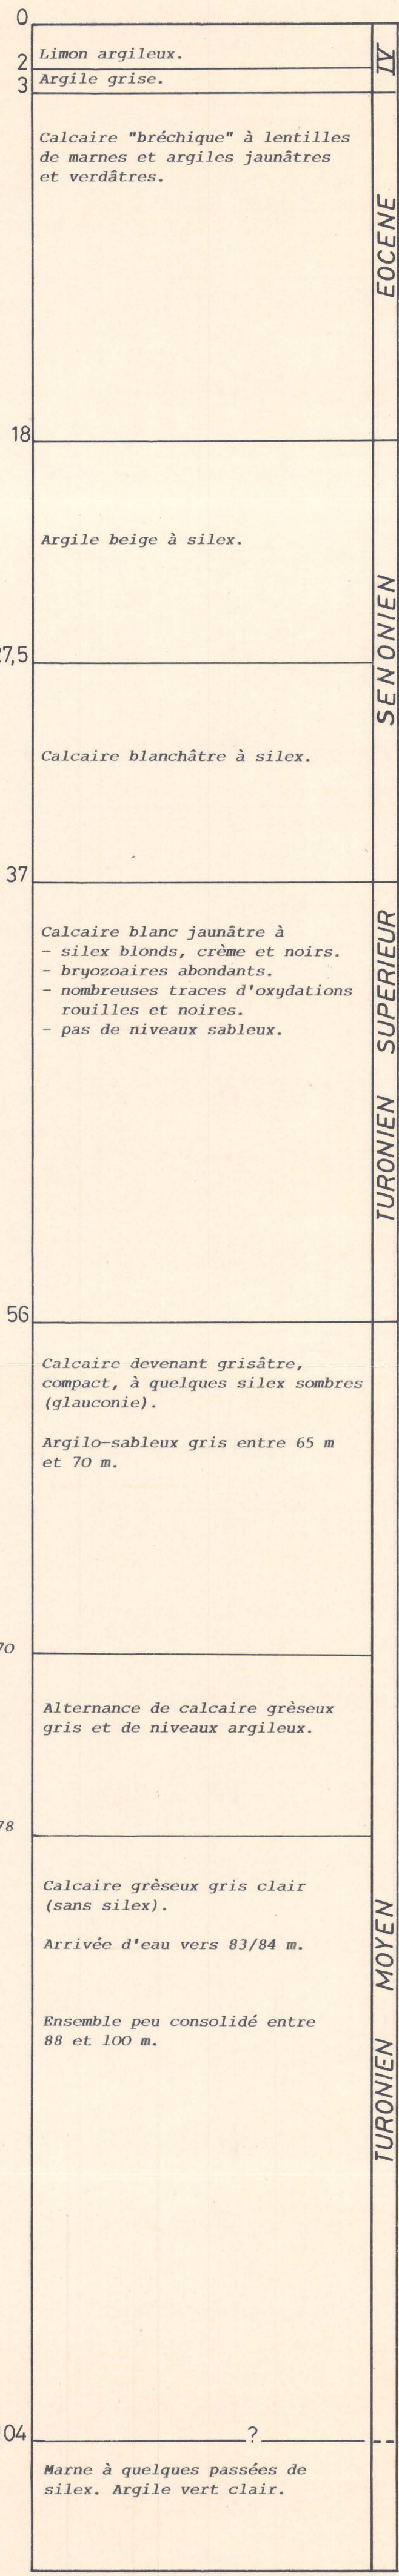 0
Limon argileux.
IV
2
Argile grise.
3
Calcaire "bréchique" à lentilles
de marnes et argiles jaunâtres
et verdâtres.
EOCENE
18
Argile beige à silex.
SENONIEN
27,5
Calcaire blanchâtre à silex.
37
Calcaire blanc jaunâtre à
- silex blonds, crème et noirs.
- bryozoaires abondants.
- nombreuses traces d'oxydations
rouilles et noires.
- pas de niveaux sableux.
TURONIEN SUPERIEUR
56
Calcaire devenant grisâtre,
compact, à quelques silex sombres
(glauconie).
Argilo-sableux gris entre 65 m
et 70 m.
70
Alternance de calcaire grèseux
gris et de niveaux argileux.
78
Calcaire grèseux gris clair
(sans silex).
Arrivée d'eau vers 83/84 m.
Ensemble peu consolidé entre
88 et 100 m.
TURONIEN MOYEN
104
?
Marne à quelques passées de
silex. Argile vert clair.